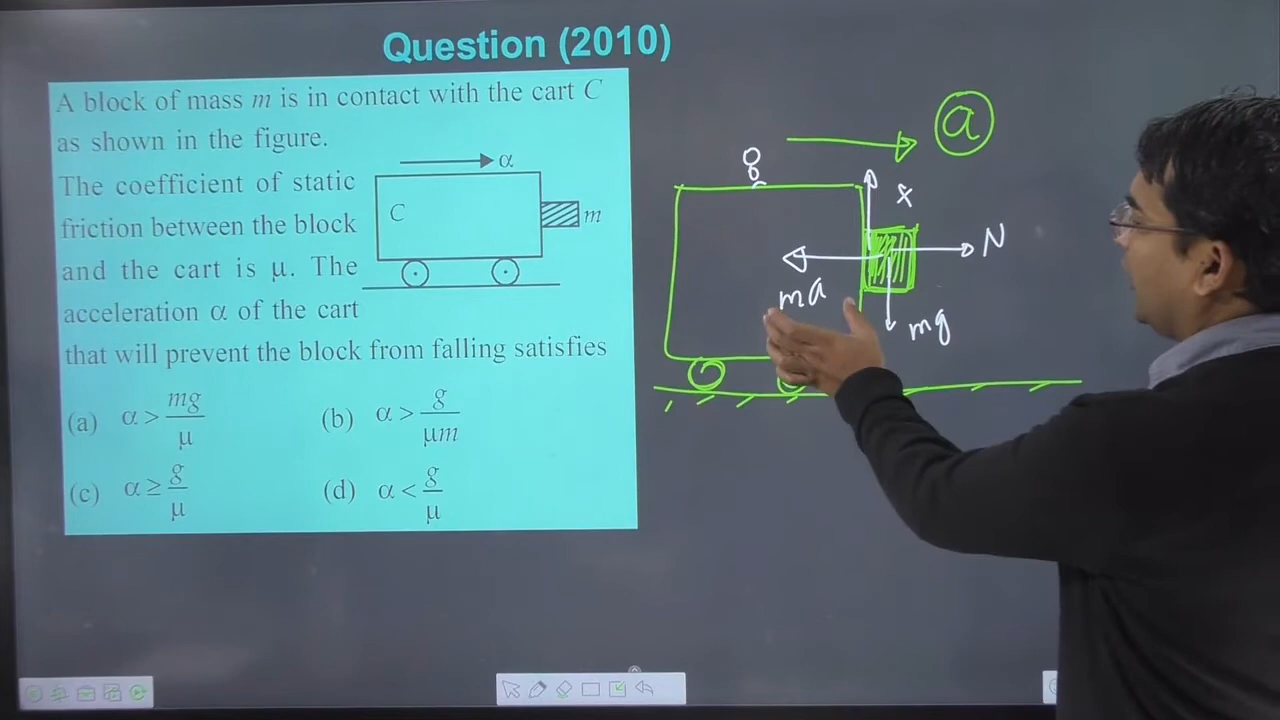 Question (2010)
A block of mass m is in contact with the cart C
as shown in the figure.
The coefficient of static
friction between the block
and the cart is μ. The
acceleration α of the cart
that will prevent the block from falling satisfies
α
C
m
(a) α > mg/μ
(b) α > g/μm
(c) α ≥ g/μ
(d) α < g/μ
a
N
ma
mg